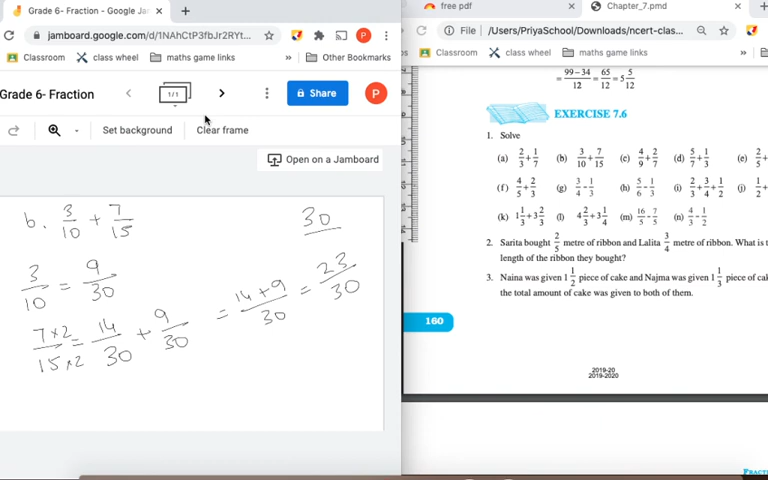 Grade 6- Fraction - Google Ja
jamboard.google.com/d/1NAhCtP3fbJr2RYt...
Classroom class wheel maths game links » Other Bookmarks
Grade 6- Fraction 1/1 Share P
Set background Clear frame
Open on a Jamboard
b. 3/10 + 7/15 30
3/10 = 9/30
7×2/15×2 = 14/30 + 9/30 = 14+9/30 = 23/30
free pdf Chapter_7.pmd
File /Users/PriyaSchool/Downloads/ncert-clas...
Classroom class wheel maths game links »
= 99–34/12 = 65/12 = 5 5/12
EXERCISE 7.6
1. Solve
(a) 2/3 + 1/7 (b) 3/10 + 7/15 (c) 4/9 + 2/7 (d) 5/7 + 1/3 (e) 2/5 +
(f) 4/5 + 2/3 (g) 3/4 - 1/3 (h) 5/6 - 1/3 (i) 2/3 + 3/4 + 1/2 (j) 1/2
(k) 1 1/3 + 3 2/3 (l) 4 2/3 + 3 1/4 (m) 16/5 - 7/5 (n) 4/3 - 1/2
2. Sarita bought 2/5 metre of ribbon and Lalita 3/4 metre of ribbon. What is t
length of the ribbon they bought?
3. Naina was given 1 1/2 piece of cake and Najma was given 1 1/3 piece of cak
the total amount of cake was given to both of them.
160
2019-20
2019-2020
FRACT